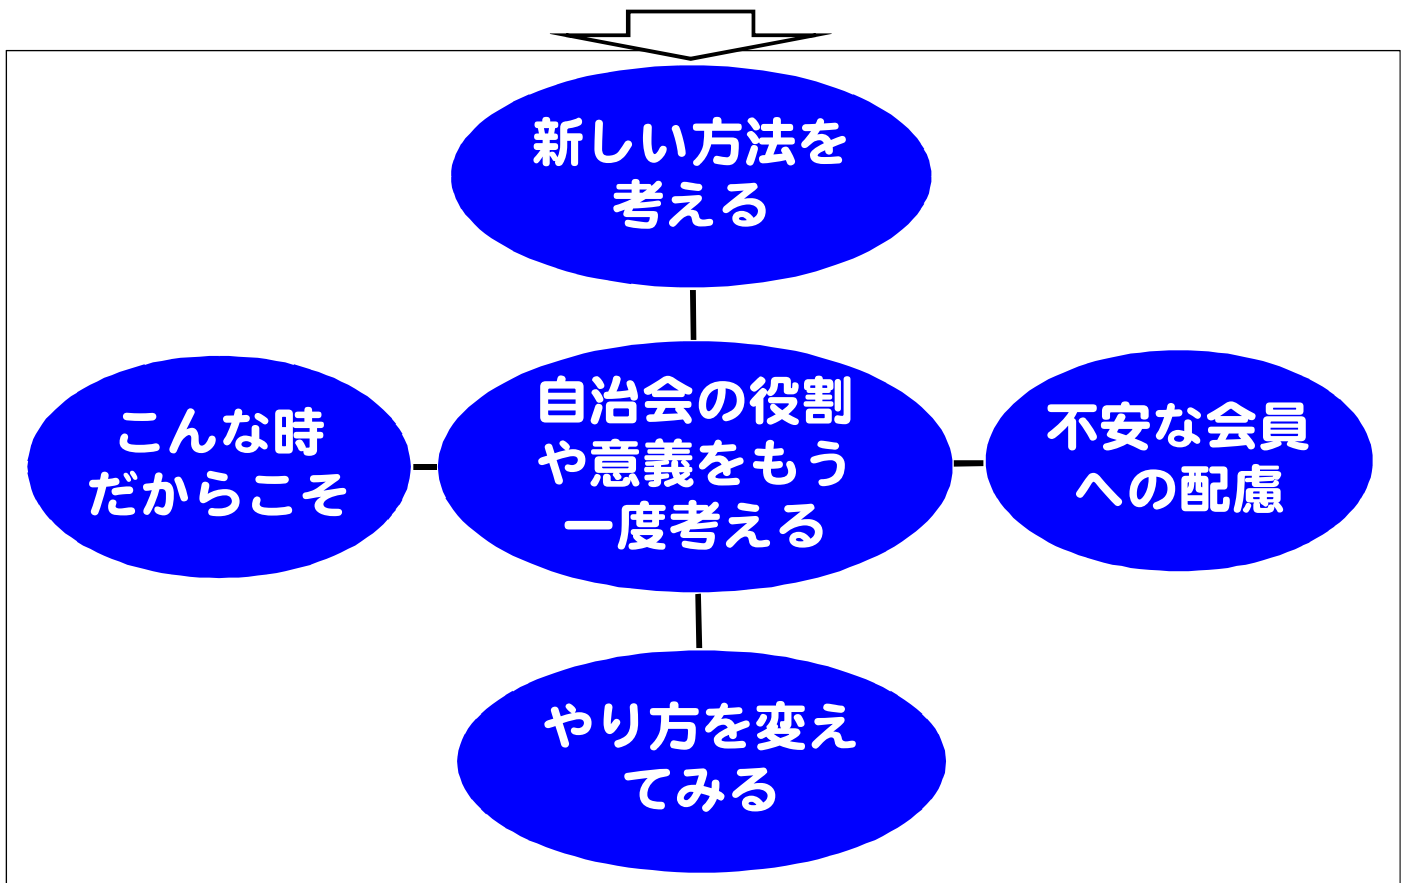 新しい方法を
考える
こんな時
だからこそ
自治会の役割
や意義をもう
一度考える
不安な会員
への配慮
やり方を変え
てみる